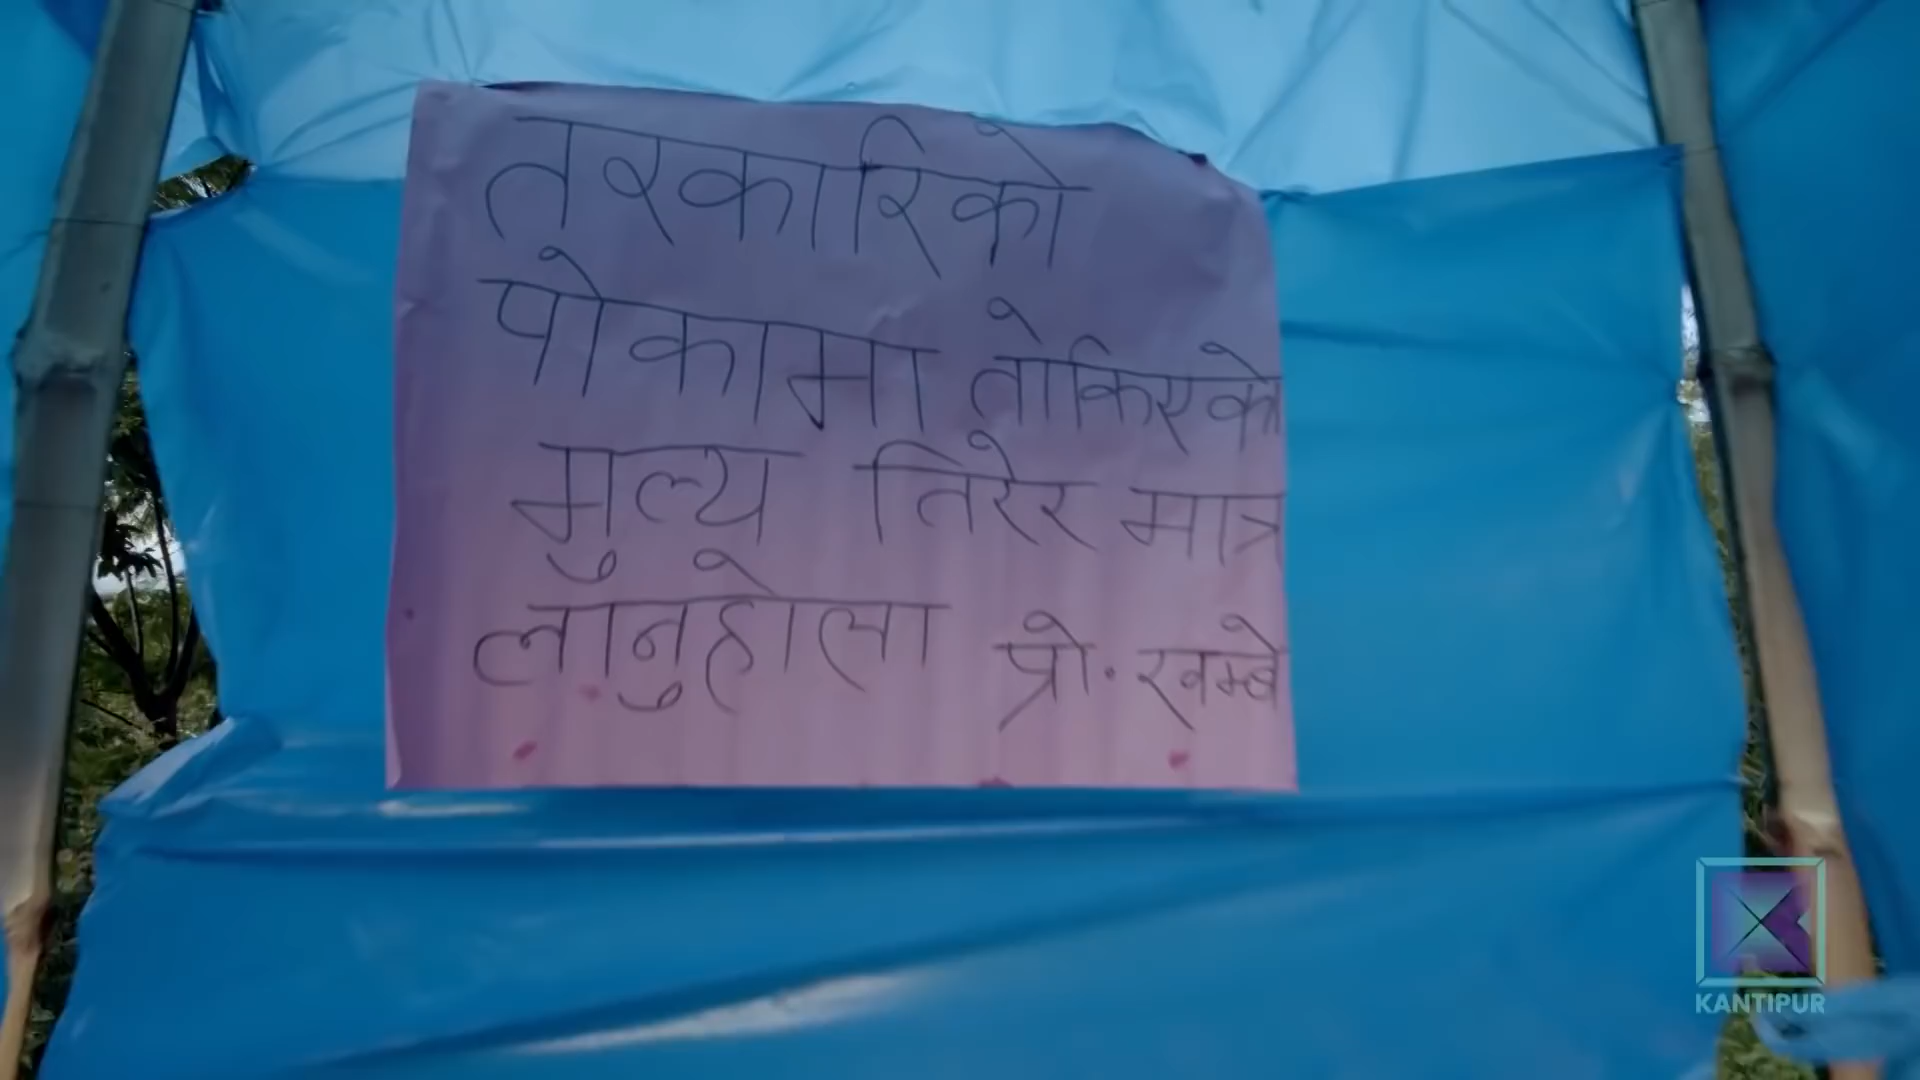 तरकारिको
पोकामा तोकिएको
मुल्य तिरेर मात्र
लानुहोला प्रो. खम्बे
KANTIPUR